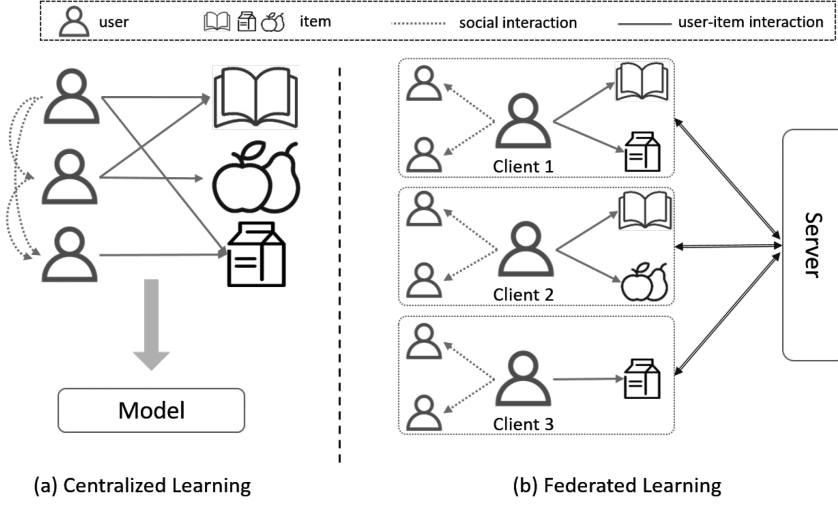 user
item
social interaction
user-item interaction
Client 1
Client 2
Client 3
Server
Model
(a) Centralized Learning
(b) Federated Learning